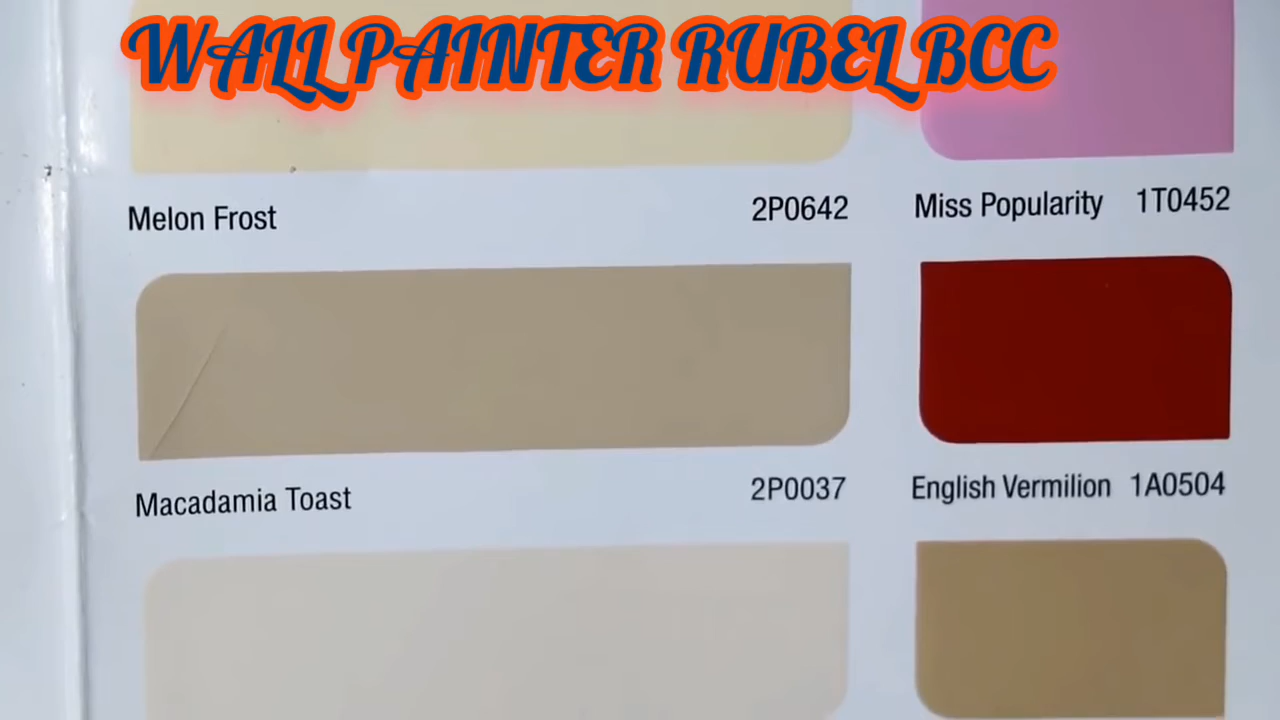 WALL PAINTER RUBEL BCC
Melon Frost 2P0642
Miss Popularity 1T0452
Macadamia Toast 2P0037
English Vermilion 1A0504